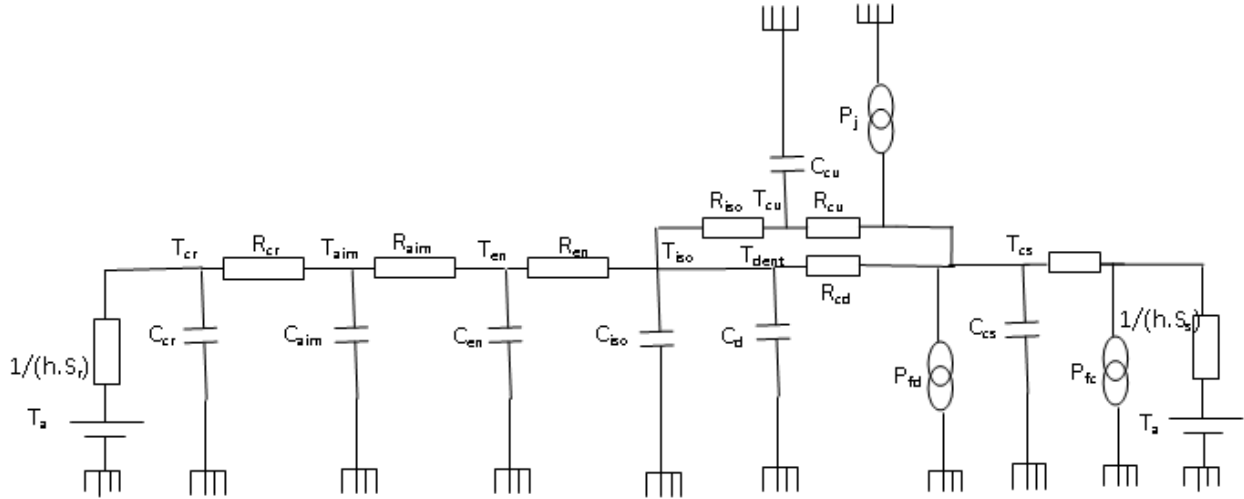 P_j
C_cu
R_iso
T_cu
R_cu
T_cr
R_cr
T_aim
R_aim
T_en
R_en
T_iso
T_dent
T_cs
R_cd
C_cr
C_aim
C_en
C_iso
C_d
C_cs
1/(h.S_s)
1/(h.S_r)
P_fd
P_fc
T_a
T_a